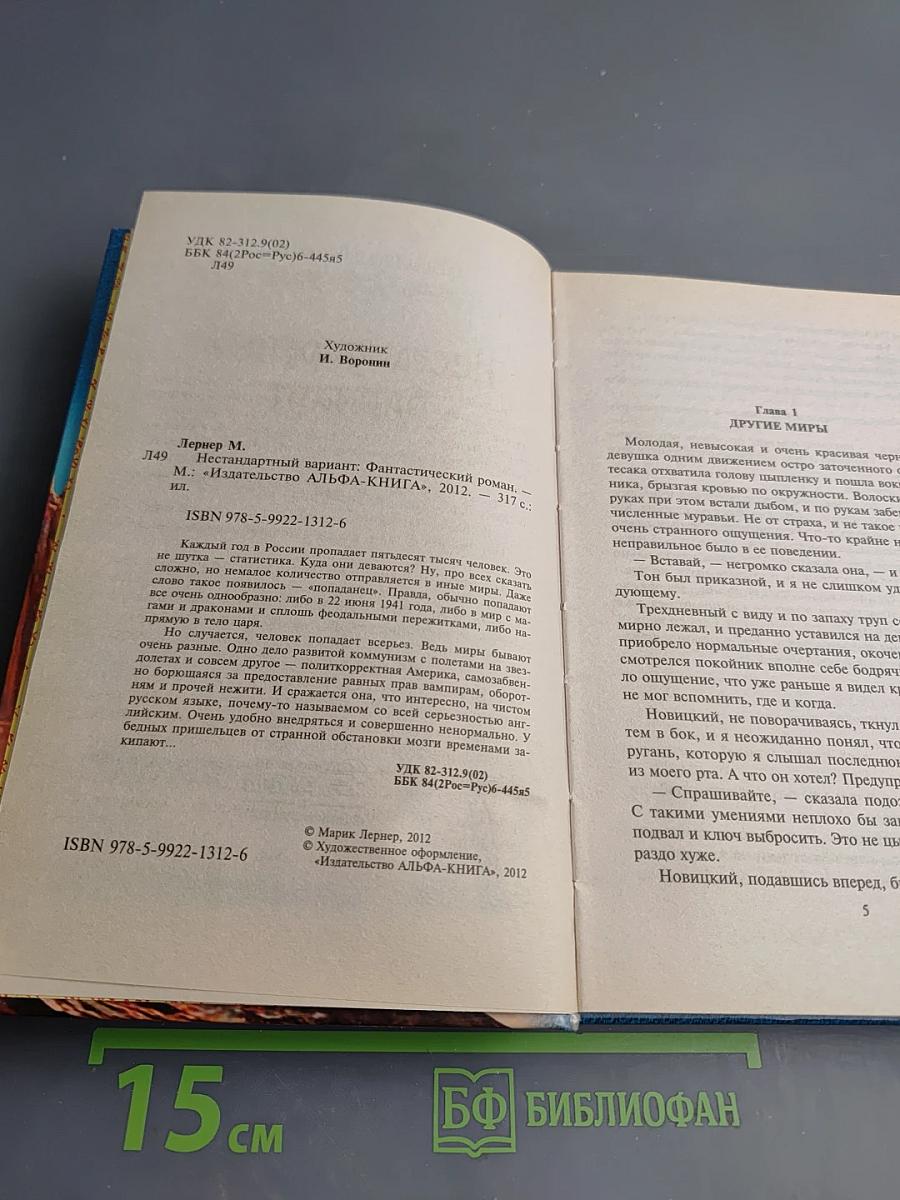 УДК 82-312.9(02)
ББК 84(2Рос=Рус)6-445я5
Л49
Художник
И. Воронин
Лернер М.
Л49 Нестандартный вариант: Фантастический роман. —
М.: «Издательство АЛЬФА-КНИГА», 2012. — 317 с.:
ил.
ISBN 978-5-9922-1312-6
Каждый год в России пропадает пятьдесят тысяч человек. Это
не шутка — статистика. Куда они деваются? Ну, про всех сказать
сложно, но немалое количество отправляется в иные миры. Даже
слово такое появилось — «попаданец». Правда, обычно попадают
все очень однообразно: либо в 22 июня 1941 года, либо в мир с ма-
гами и драконами и сплошь феодальными пережитками, либо на-
прямую в тело царя.
Но случается, человек попадает всерьез. Ведь миры бывают
очень разные. Одно дело развитой коммунизм с полетами на звез-
долетах и совсем другое — политкорректная Америка, самозабвен-
но борющаяся за предоставление равных прав вампирам, оборот-
ням и прочей нежити. И сражается она, что интересно, на чистом
русском языке, почему-то называемом со всей серьезностью анг-
лийским. Очень удобно внедряться и совершенно ненормально. У
бедных пришельцев от странной обстановки мозги временами за-
кипают...
УДК 82-312.9(02)
ББК 84(2Рос=Рус)6-445я5
© Марик Лернер, 2012
© Художественное оформление,
«Издательство АЛЬФА-КНИГА», 2012
ISBN 978-5-9922-1312-6
Глава 1
ДРУГИЕ МИРЫ
Молодая, невысокая и очень красивая черн
девушка одним движением остро заточенного
тесака отхватила голову цыпленку и пошла вок
ника, брызгая кровью по окружности. Волоски
руках при этом встали дыбом, и по рукам забе
численные муравьи. Не от страха, и не такое
очень странного ощущения. Что-то крайне н
неправильное было в ее поведении.
— Вставай, — негромко сказала она, — и
Тон был приказной, и я не слишком уд
дующему.
Трехдневный с виду и по запаху труп с
мирно лежал, и преданно уставился на де
приобрело нормальные очертания, окоче
смотрелся покойник вполне себе бодряч
ло ощущение, что уже раньше я видел к
не мог вспомнить, где и когда.
Новицкий, не поворачиваясь, ткнул
тем в бок, и я неожиданно понял, что
ругань, которую я слышал последнюю
из моего рта. А что он хотел? Предупр
— Спрашивайте, — сказала подо
С такими умениями неплохо бы за
подвал и ключ выбросить. Это не цы
раздо хуже.
Новицкий, подавшись вперед, б
5
15 см
БФ БИБЛИОФАН